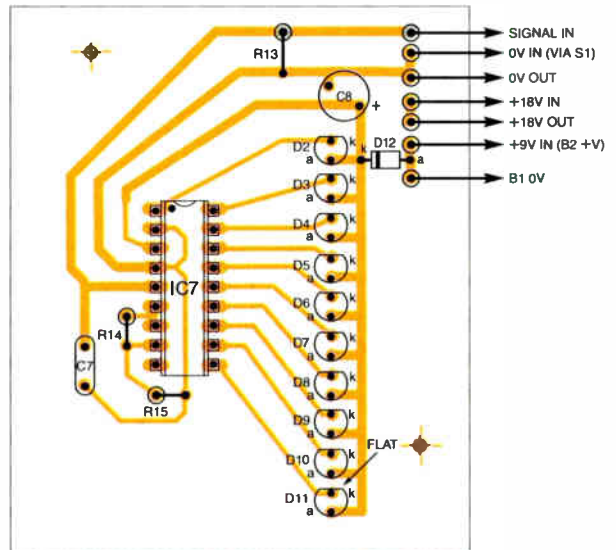 SIGNAL IN
R13
0V IN (VIA S1)
0V OUT
C8
+18V IN
+
+18V OUT
D2
k
k
D12
+9V IN (B2 +V)
a
a
B1 0V
D3
k
a
D4
k
a
D5
k
a
IC7
D6
k
a
R14
D7
k
a
C7
D8
k
a
R15
D9
k
a
FLAT
D10
k
a
D11
k
a